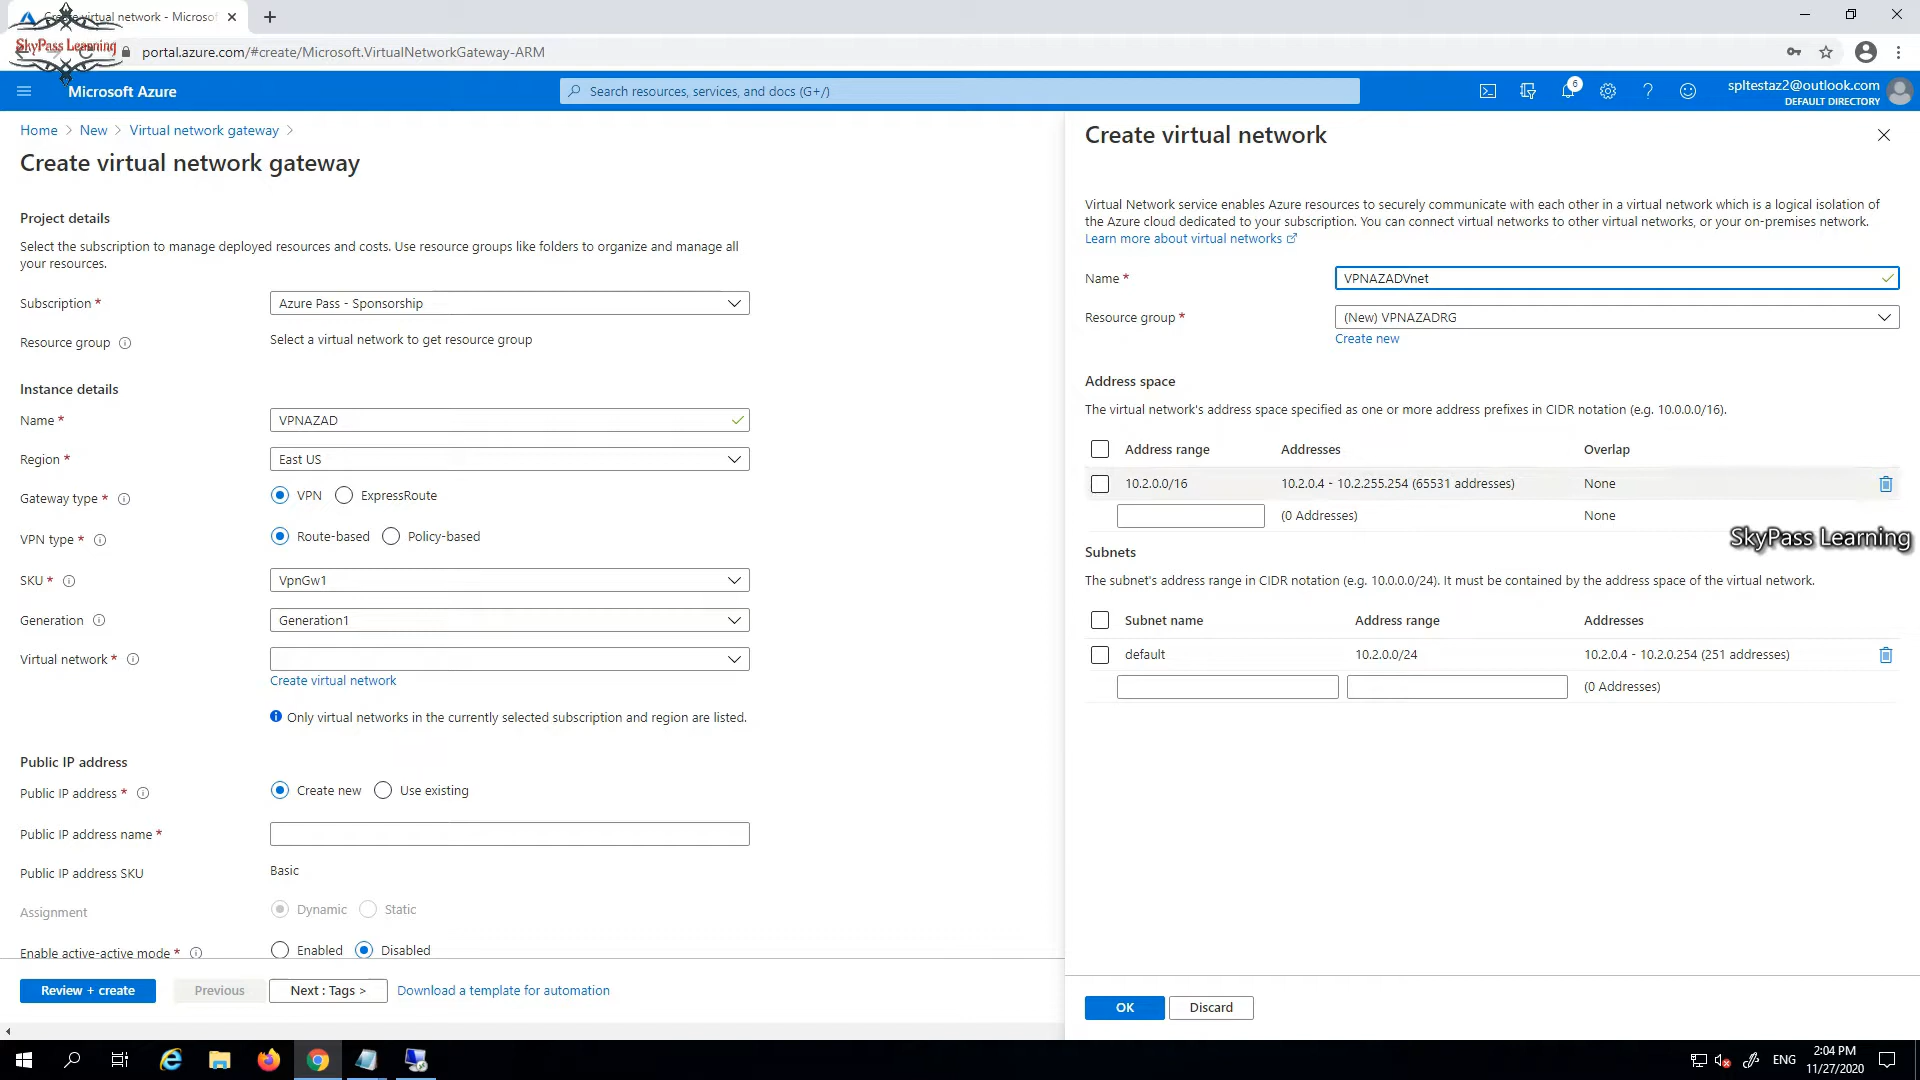 Create virtual network - Microsof
SkyPass Learning
portal.azure.com/#create/Microsoft.VirtualNetworkGateway-ARM
Microsoft Azure
Search resources, services, and docs (G+/)
6
spltestaz2@outlook.com
DEFAULT DIRECTORY
Home > New > Virtual network gateway >
Create virtual network gateway
Project details
Select the subscription to manage deployed resources and costs. Use resource groups like folders to organize and manage all
your resources.
Subscription * Azure Pass - Sponsorship
Resource group Select a virtual network to get resource group
Instance details
Name * VPNAZAD
Region * East US
Gateway type * VPN ExpressRoute
VPN type * Route-based Policy-based
SKU * VpnGw1
Generation Generation1
Virtual network *
Create virtual network
Only virtual networks in the currently selected subscription and region are listed.
Public IP address
Public IP address * Create new Use existing
Public IP address name *
Public IP address SKU Basic
Assignment Dynamic Static
Enable active-active mode * Enabled Disabled
Review + create Previous Next : Tags > Download a template for automation
Create virtual network
Virtual Network service enables Azure resources to securely communicate with each other in a virtual network which is a logical isolation of
the Azure cloud dedicated to your subscription. You can connect virtual networks to other virtual networks, or your on-premises network.
Learn more about virtual networks
Name * VPNAZADVnet
Resource group * (New) VPNAZADRG
Create new
Address space
The virtual network's address space specified as one or more address prefixes in CIDR notation (e.g. 10.0.0.0/16).
Address range Addresses Overlap
10.2.0.0/16 10.2.0.4 - 10.2.255.254 (65531 addresses) None
(0 Addresses) None
SkyPass Learning
Subnets
The subnet's address range in CIDR notation (e.g. 10.0.0.0/24). It must be contained by the address space of the virtual network.
Subnet name Address range Addresses
default 10.2.0.0/24 10.2.0.4 - 10.2.0.254 (251 addresses)
(0 Addresses)
OK Discard
ENG
2:04 PM
11/27/2020